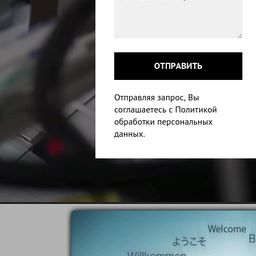 ОТПРАВИТЬ
Отправляя запрос, Вы
соглашаетесь с Политикой
обработки персональных
данных.
Welcome
ようこそ
Willkommen